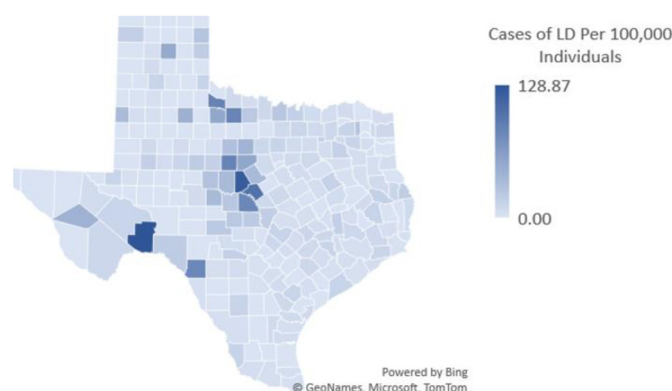 Cases of LD Per 100,000
Individuals
128.87
0.00
Powered by Bing
© GeoNames, Microsoft, TomTom